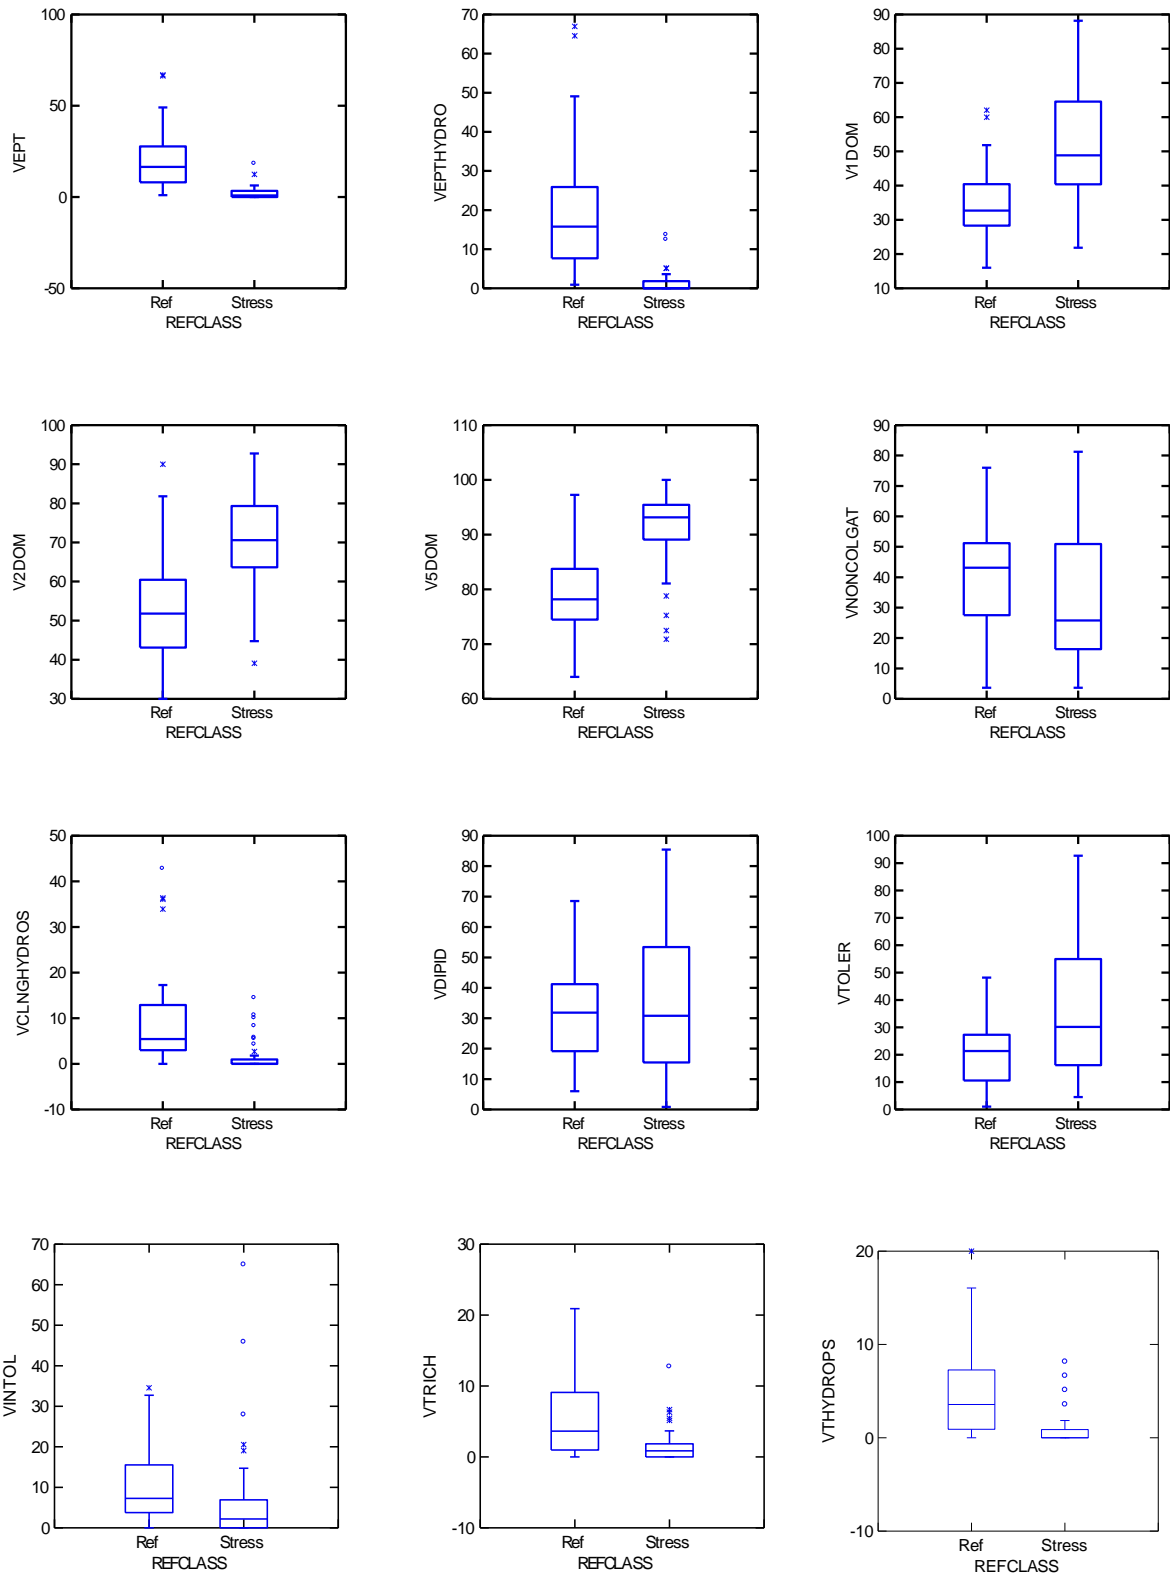 VEPT
100
50
0
-50
Ref Stress
REFCLASS
VEPTHYDRO
70
60
50
40
30
20
10
0
Ref Stress
REFCLASS
V1DOM
90
80
70
60
50
40
30
20
10
Ref Stress
REFCLASS
V2DOM
100
90
80
70
60
50
40
30
Ref Stress
REFCLASS
V5DOM
110
100
90
80
70
60
Ref Stress
REFCLASS
VNONCOLGAT
90
80
70
60
50
40
30
20
10
0
Ref Stress
REFCLASS
VCLNGHYDROS
50
40
30
20
10
0
-10
Ref Stress
REFCLASS
VDIPID
90
80
70
60
50
40
30
20
10
0
Ref Stress
REFCLASS
VTOLER
100
90
80
70
60
50
40
30
20
10
0
Ref Stress
REFCLASS
VINTOL
70
60
50
40
30
20
10
0
Ref Stress
REFCLASS
VTRICH
30
20
10
0
-10
Ref Stress
REFCLASS
VTHYDROPS
20
10
0
-10
Ref Stress
REFCLASS